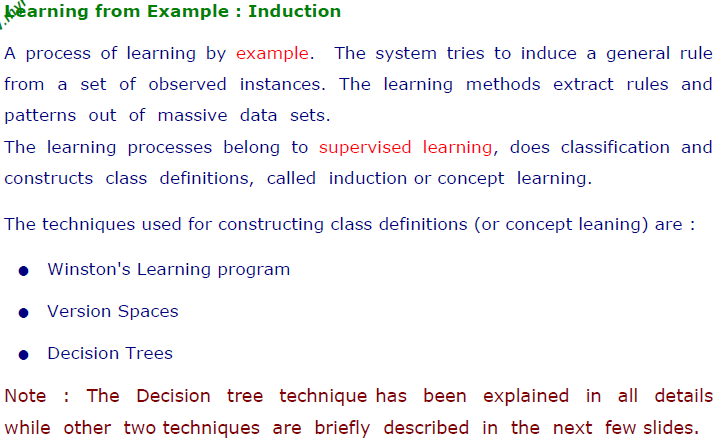 Learning from Example : Induction
A process of learning by example. The system tries to induce a general rule
from a set of observed instances. The learning methods extract rules and
patterns out of massive data sets.
The learning processes belong to supervised learning, does classification and
constructs class definitions, called induction or concept learning.
The techniques used for constructing class definitions (or concept leaning) are :
● Winston's Learning program
● Version Spaces
● Decision Trees
Note : The Decision tree technique has been explained in all details
while other two techniques are briefly described in the next few slides.